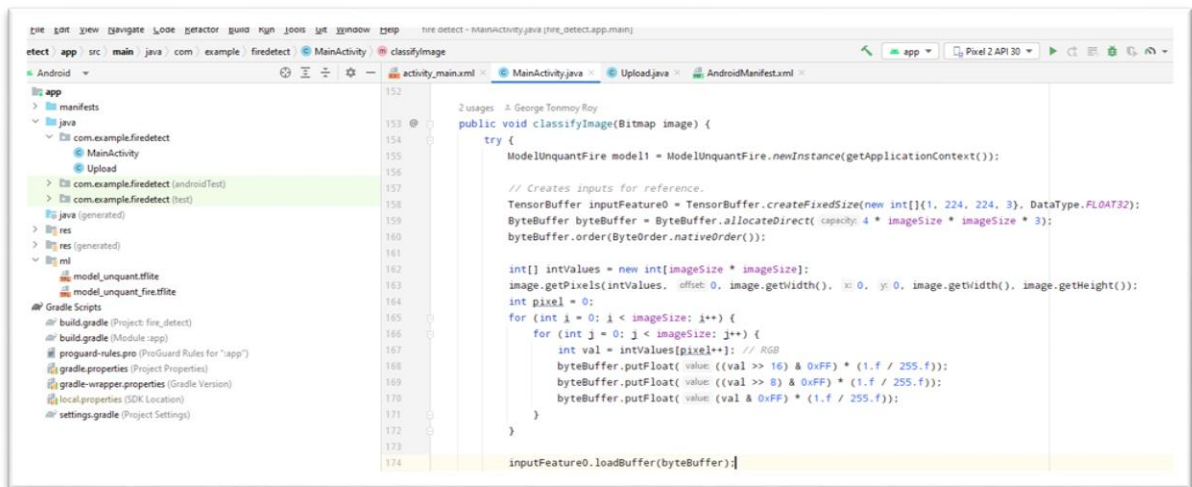 File Edit View Navigate Code Refactor Build Run Tools Git Window Help fire detect - MainActivity.java [fire_detect.app.main]
etect app src main java com example firedetect MainActivity classifyImage app Pixel 2 API 30
Android activity_main.xml MainActivity.java Upload.java AndroidManifest.xml
app
manifests
java
com.example.firedetect
MainActivity
Upload
com.example.firedetect (androidTest)
com.example.firedetect (test)
java (generated)
res
res (generated)
ml
model_unquant.tflite
model_unquant_fire.tflite
Gradle Scripts
build.gradle (Project: fire_detect)
build.gradle (Module :app)
proguard-rules.pro (ProGuard Rules for ":app")
gradle.properties (Project Properties)
gradle-wrapper.properties (Gradle Version)
local.properties (SDK Location)
settings.gradle (Project Settings)
152
2 usages George Tonmoy Roy
153 @ public void classifyImage(Bitmap image) {
154 try {
155 ModelUnquantFire model1 = ModelUnquantFire.newInstance(getApplicationContext());
156
157 // Creates inputs for reference.
158 TensorBuffer inputFeature0 = TensorBuffer.createFixedSize(new int[]{1, 224, 224, 3}, DataType.FLOAT32);
159 ByteBuffer byteBuffer = ByteBuffer.allocateDirect( capacity: 4 * imageSize * imageSize * 3);
160 byteBuffer.order(ByteOrder.nativeOrder());
161
162 int[] intValues = new int[imageSize * imageSize];
163 image.getPixels(intValues, offset: 0, image.getWidth(), x: 0, y: 0, image.getWidth(), image.getHeight());
164 int pixel = 0;
165 for (int i = 0; i < imageSize; i++) {
166 for (int j = 0; j < imageSize; j++) {
167 int val = intValues[pixel++]; // RGB
168 byteBuffer.putFloat( value: ((val >> 16) & 0xFF) * (1.f / 255.f));
169 byteBuffer.putFloat( value: ((val >> 8) & 0xFF) * (1.f / 255.f));
170 byteBuffer.putFloat( value: (val & 0xFF) * (1.f / 255.f));
171 }
172 }
173
174 inputFeature0.loadBuffer(byteBuffer);